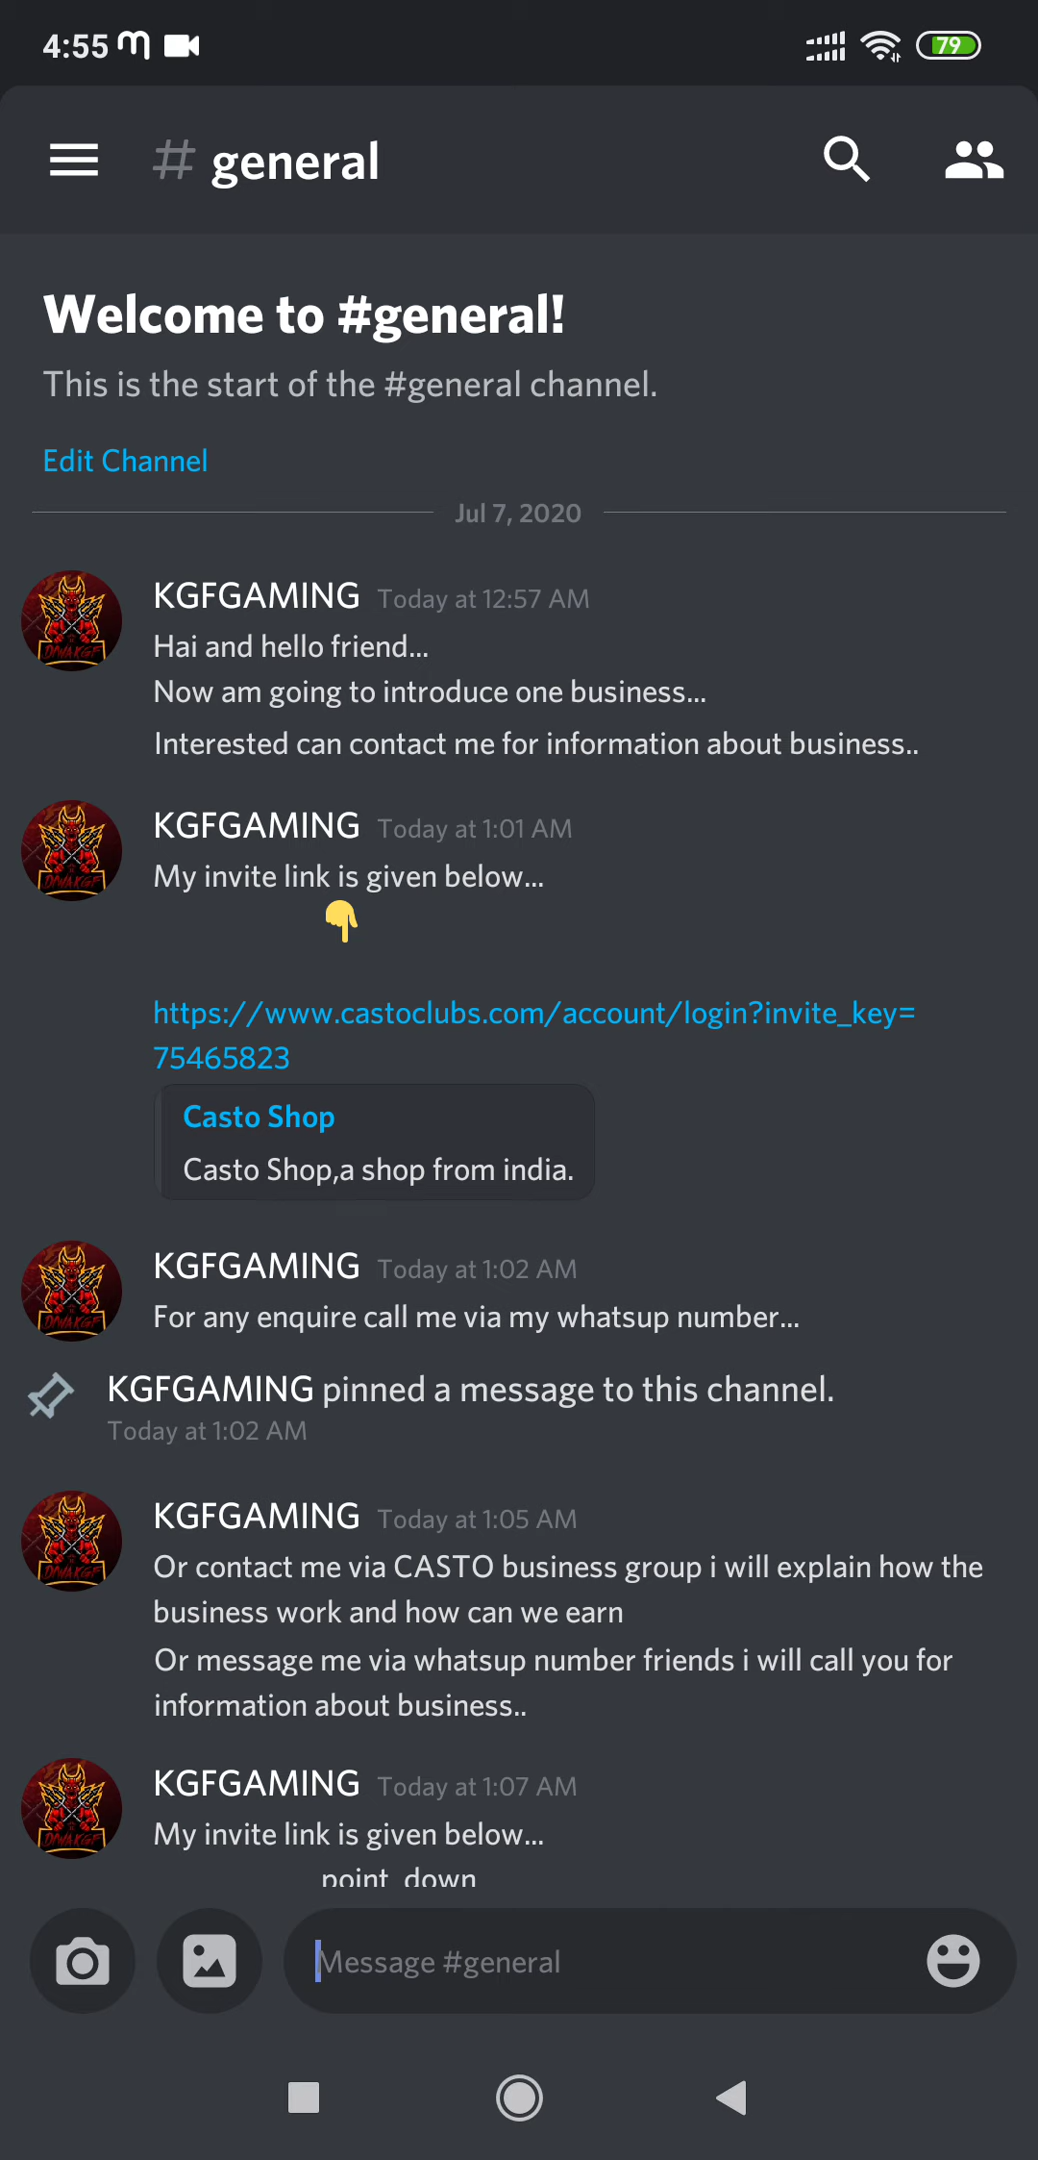 4:55
79
# general
Welcome to #general!
This is the start of the #general channel.
Edit Channel
Jul 7, 2020
KGFGAMING Today at 12:57 AM
Hai and hello friend...
Now am going to introduce one business...
Interested can contact me for information about business..
KGFGAMING Today at 1:01 AM
My invite link is given below...
👇
https://www.castoclubs.com/account/login?invite_key=
75465823
Casto Shop
Casto Shop,a shop from india.
KGFGAMING Today at 1:02 AM
For any enquire call me via my whatsup number...
KGFGAMING pinned a message to this channel.
Today at 1:02 AM
KGFGAMING Today at 1:05 AM
Or contact me via CASTO business group i will explain how the
business work and how can we earn
Or message me via whatsup number friends i will call you for
information about business..
KGFGAMING Today at 1:07 AM
My invite link is given below...
point_down
Message #general